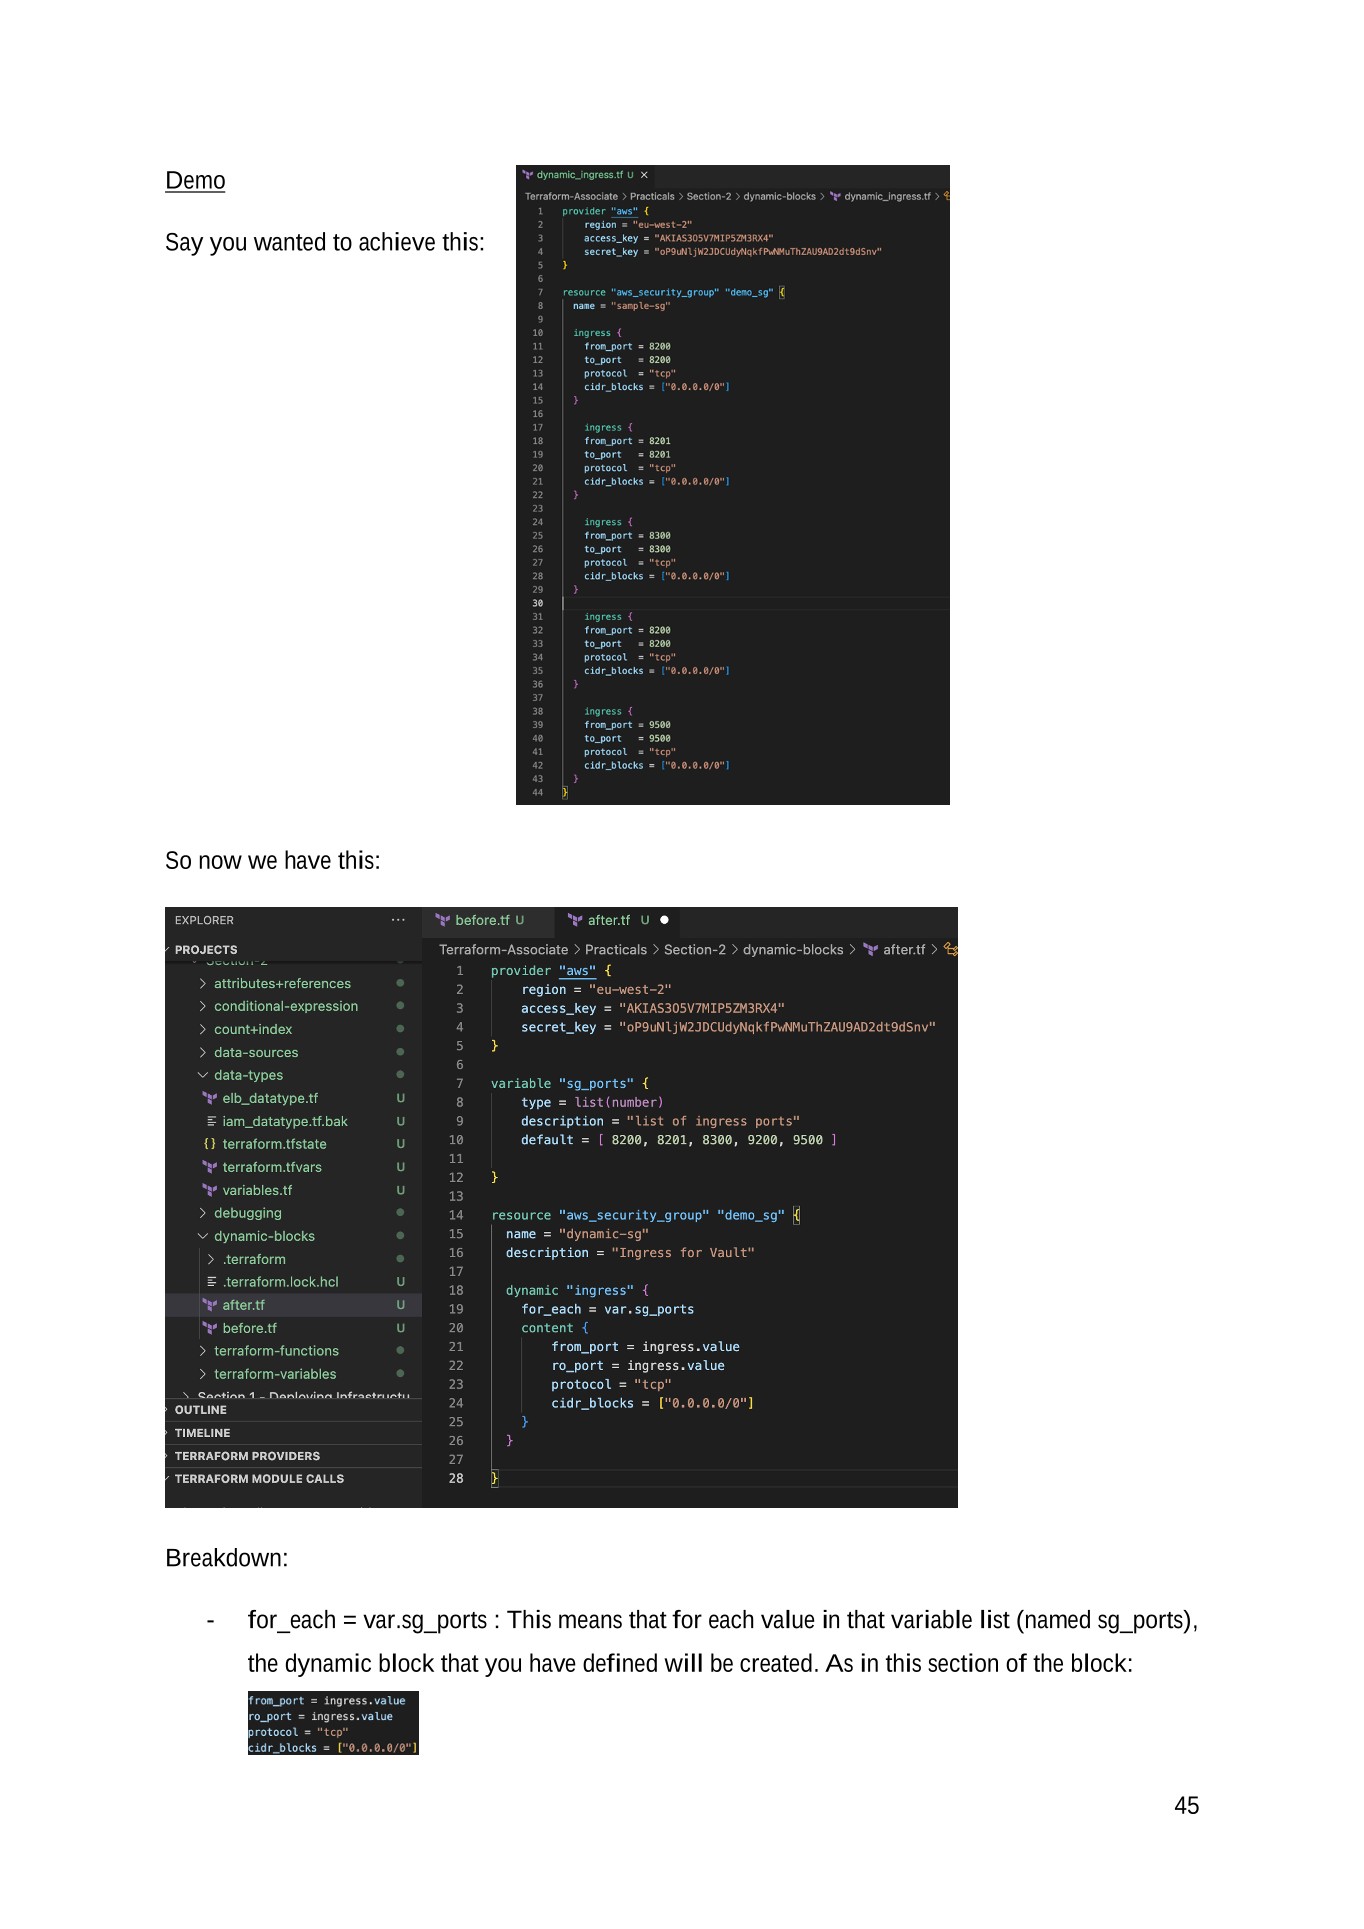 Demo
Say you wanted to achieve this:
dynamic_ingress.tf U ×
Terraform-Associate > Practicals > Section-2 > dynamic-blocks > dynamic_ingress.tf >
1 provider "aws" {
2 region = "eu-west-2"
3 access_key = "AKIAS3O5V7MIP5ZM3RX4"
4 secret_key = "oP9uNljW2JDCUdyNqkfPwNMuThZAU9AD2dt9dSnv"
5 }
6
7 resource "aws_security_group" "demo_sg" {
8 name = "sample-sg"
9
10 ingress {
11 from_port = 8200
12 to_port = 8200
13 protocol = "tcp"
14 cidr_blocks = ["0.0.0.0/0"]
15 }
16
17 ingress {
18 from_port = 8201
19 to_port = 8201
20 protocol = "tcp"
21 cidr_blocks = ["0.0.0.0/0"]
22 }
23
24 ingress {
25 from_port = 8300
26 to_port = 8300
27 protocol = "tcp"
28 cidr_blocks = ["0.0.0.0/0"]
29 }
30
31 ingress {
32 from_port = 8200
33 to_port = 8200
34 protocol = "tcp"
35 cidr_blocks = ["0.0.0.0/0"]
36 }
37
38 ingress {
39 from_port = 9500
40 to_port = 9500
41 protocol = "tcp"
42 cidr_blocks = ["0.0.0.0/0"]
43 }
44 }
So now we have this:
EXPLORER ...
PROJECTS
Section-2
attributes+references
conditional-expression
count+index
data-sources
data-types
elb_datatype.tf U
iam_datatype.tf.bak U
terraform.tfstate U
terraform.tfvars U
variables.tf U
debugging
dynamic-blocks
.terraform
.terraform.lock.hcl U
after.tf U
before.tf U
terraform-functions
terraform-variables
Section 1 - Deploying Infrastructu
OUTLINE
TIMELINE
TERRAFORM PROVIDERS
TERRAFORM MODULE CALLS
before.tf U after.tf U
Terraform-Associate > Practicals > Section-2 > dynamic-blocks > after.tf >
1 provider "aws" {
2 region = "eu-west-2"
3 access_key = "AKIAS3O5V7MIP5ZM3RX4"
4 secret_key = "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"
5 }
6
7 variable "sg_ports" {
8 type = list(number)
9 description = "list of ingress ports"
10 default = [ 8200, 8201, 8300, 9200, 9500 ]
11
12 }
13
14 resource "aws_security_group" "demo_sg" {
15 name = "dynamic-sg"
16 description = "Ingress for Vault"
17
18 dynamic "ingress" {
19 for_each = var.sg_ports
20 content {
21 from_port = ingress.value
22 ro_port = ingress.value
23 protocol = "tcp"
24 cidr_blocks = ["0.0.0.0/0"]
25 }
26 }
27
28 }
Breakdown:
- for_each = var.sg_ports : This means that for each value in that variable list (named sg_ports),
the dynamic block that you have defined will be created. As in this section of the block:
from_port = ingress.value
ro_port = ingress.value
protocol = "tcp"
cidr_blocks = ["0.0.0.0/0"]
45